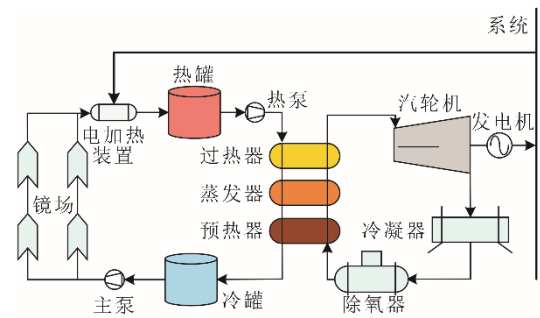 系统
热罐
热泵
汽轮机
发电机
电加热
装置
过热器
蒸发器
镜场
预热器
冷凝器
主泵
冷罐
除氧器